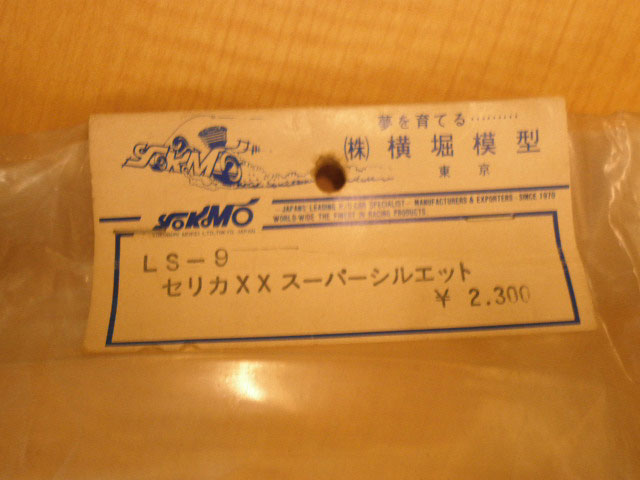 夢を育てる………
YOKOMO
(株) 横堀模型
東京
YOKOMO
JAPAN'S LEADING R/C CAR SPECIALIST — MANUFACTURERS & EXPORTERS - SINCE 1970
WORLD-WIDE THE FINEST IN RACING PRODUCTS
LS-9
セリカXXスーパーシルエット
¥ 2.300